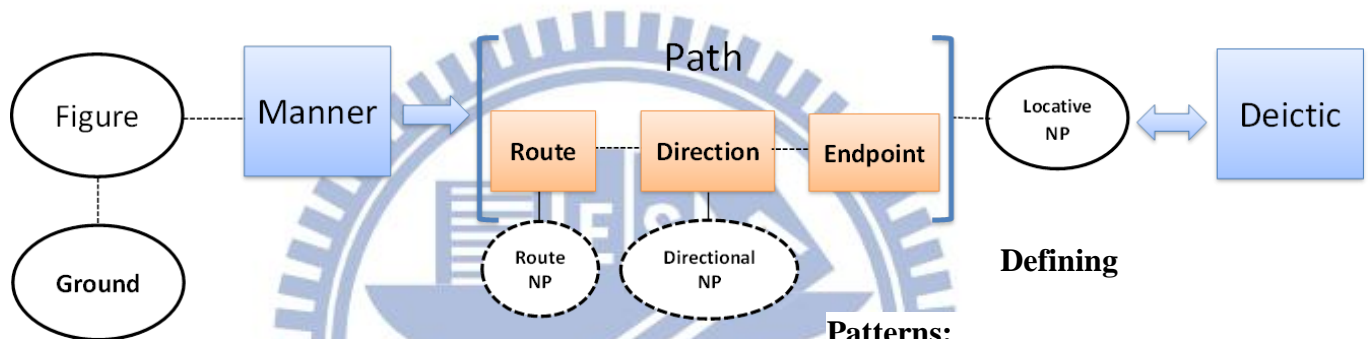 Path
Figure
Manner
Locative
NP
Deictic
Route
Direction
Endpoint
Route
NP
Directional
NP
Ground
Defining
Patterns: